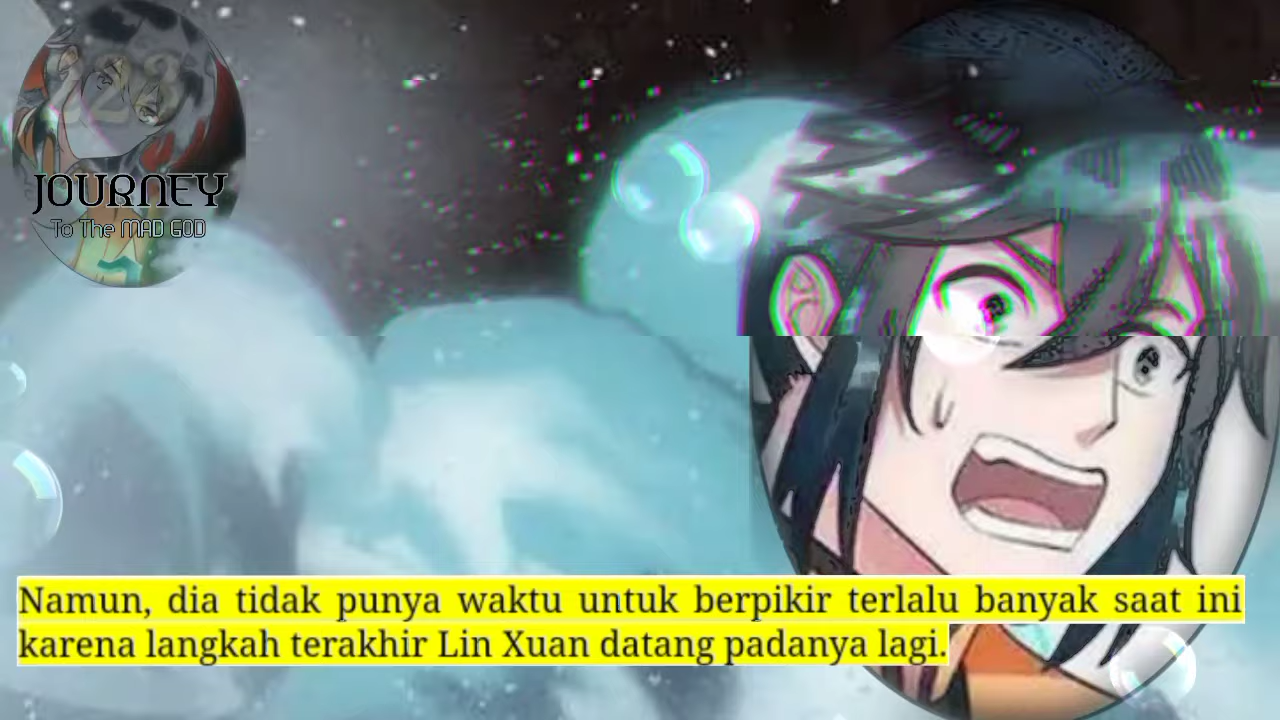 JOURNEY
To The MAD GOD
Namun, dia tidak punya waktu untuk berpikir terlalu banyak saat ini
karena langkah terakhir Lin Xuan datang padanya lagi.